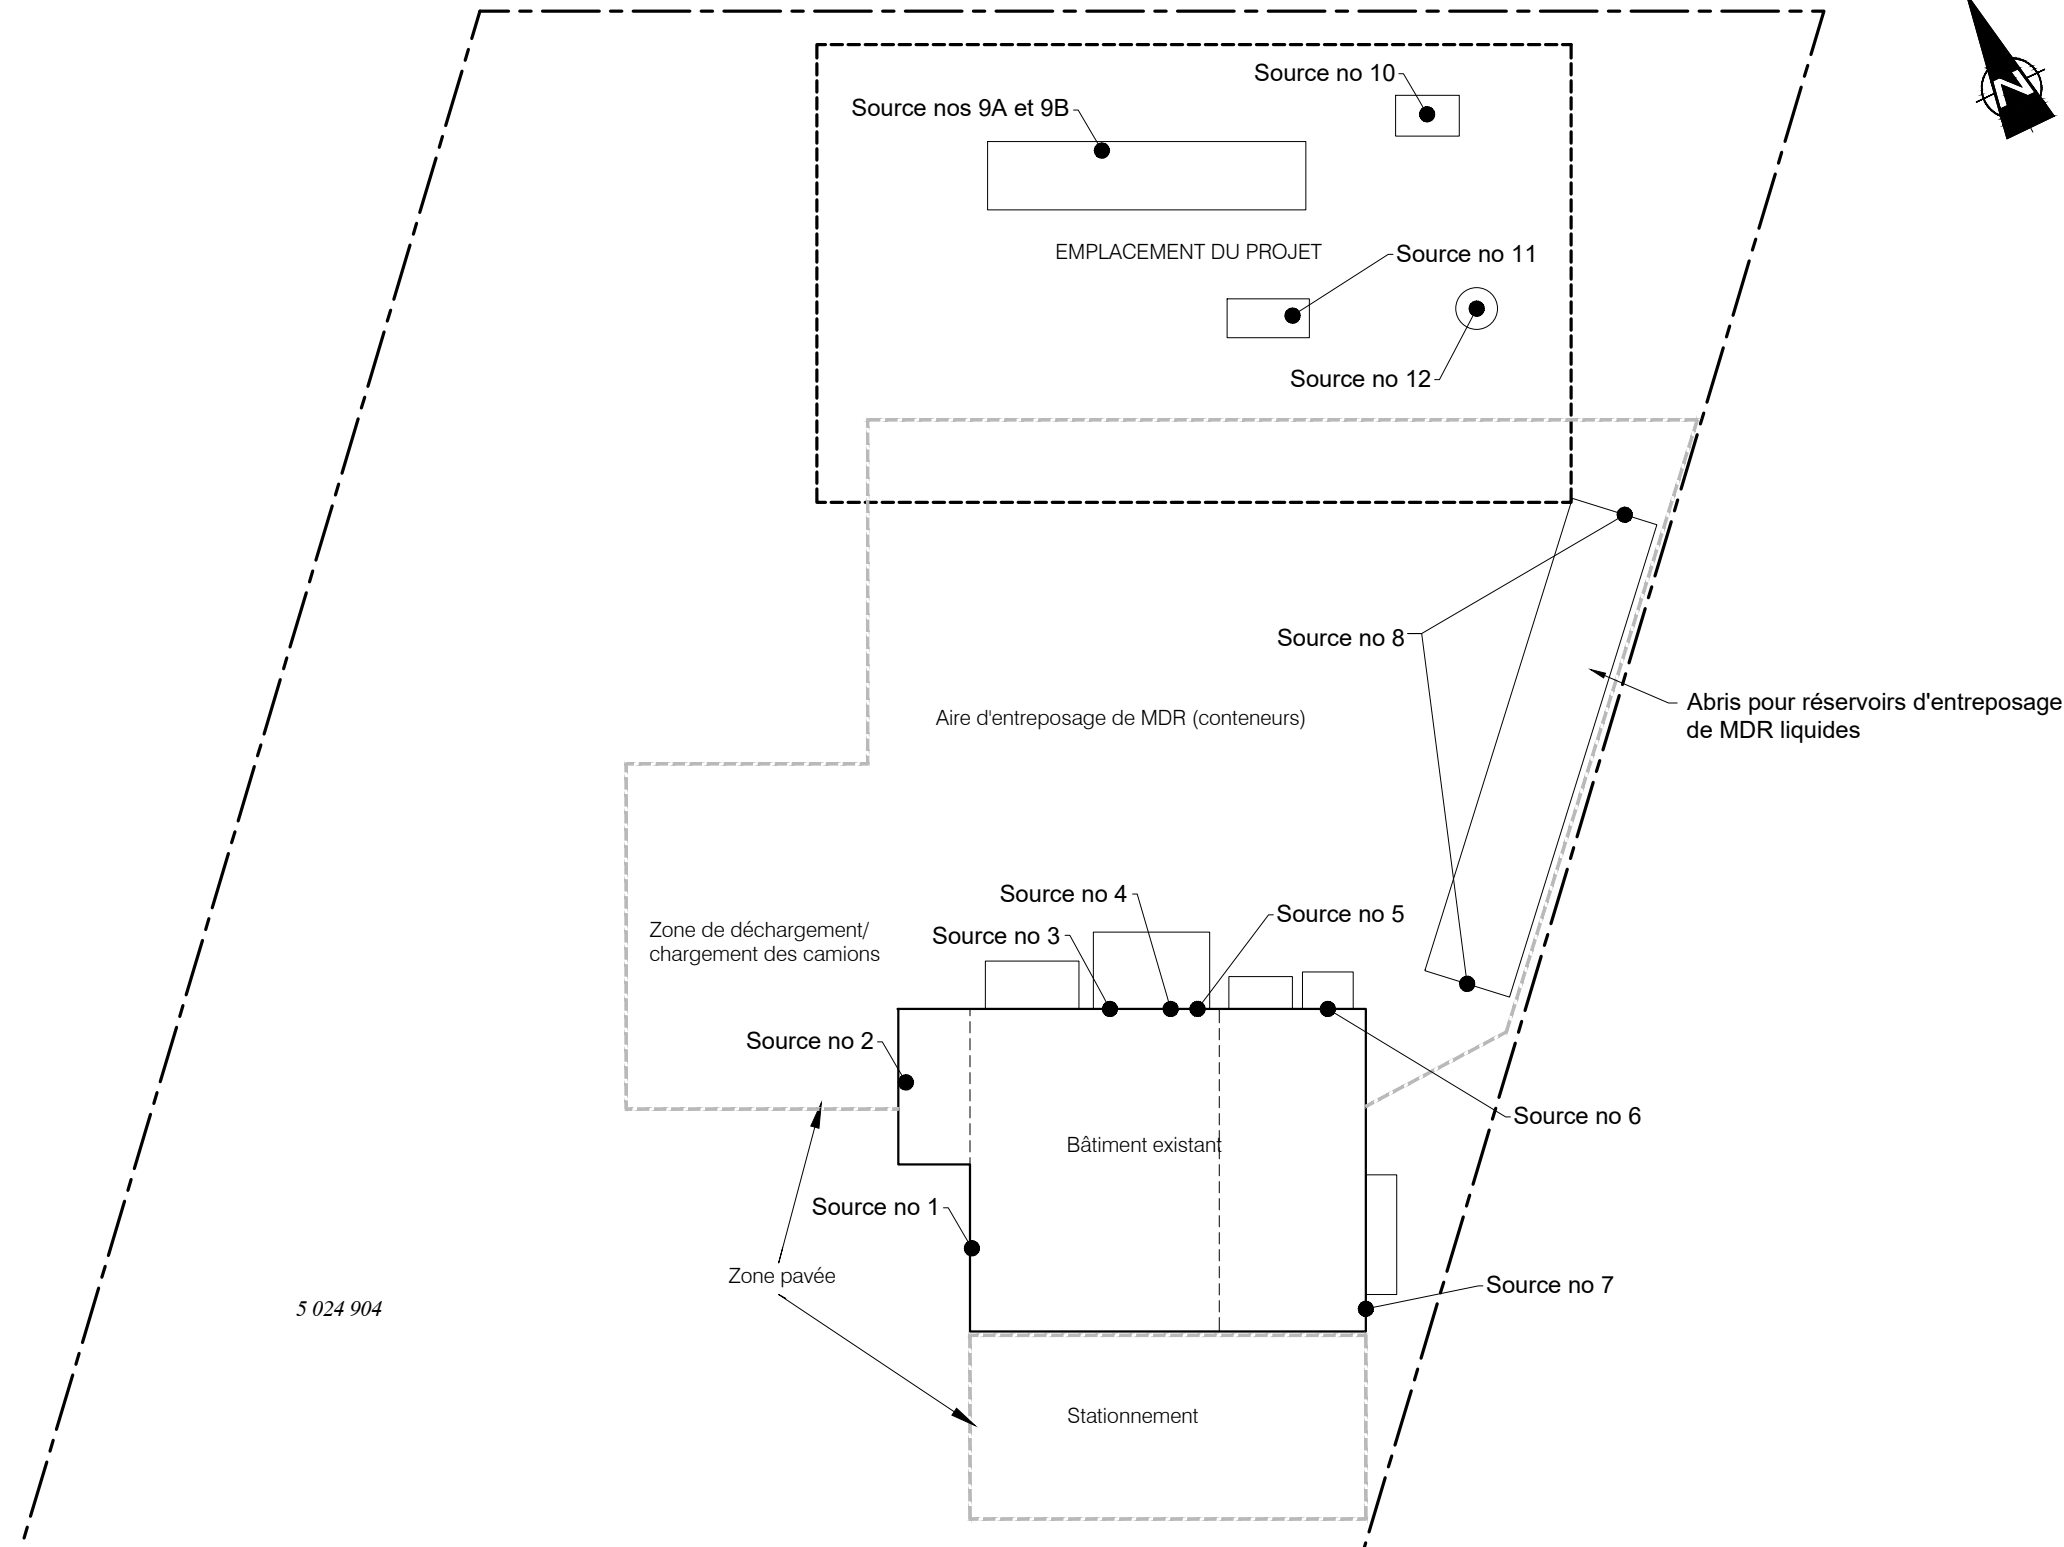 Source no 10
Source nos 9A et 9B
N
EMPLACEMENT DU PROJET
Source no 11
Source no 12
Source no 8
Abris pour réservoirs d'entreposage
de MDR liquides
Aire d'entreposage de MDR (conteneurs)
Source no 4
Source no 5
Source no 3
Zone de déchargement/
chargement des camions
Source no 2
Source no 6
Bâtiment existant
Source no 1
Zone pavée
Source no 7
5 024 904
Stationnement